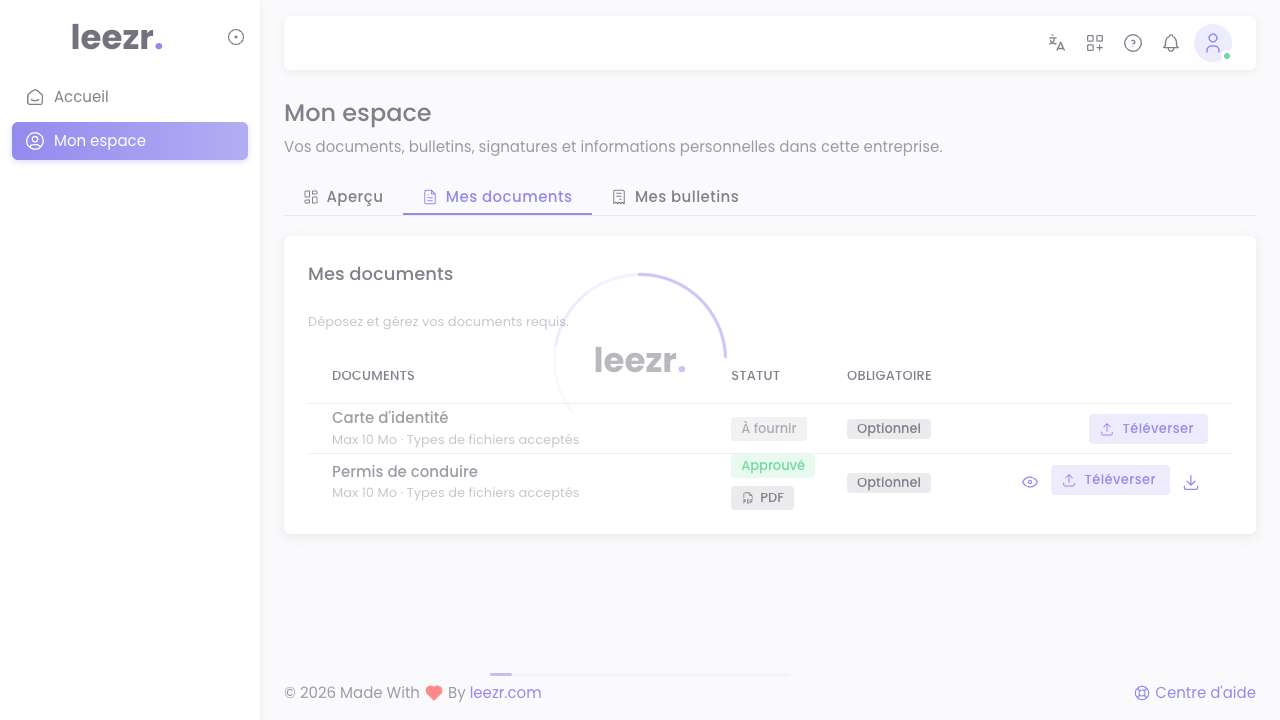 leezr.
Accueil
Mon espace
Mon espace
Vos documents, bulletins, signatures et informations personnelles dans cette entreprise.
Aperçu
Mes documents
Mes bulletins
Mes documents
Déposez et gérez vos documents requis.
leezr.
DOCUMENTS
STATUT
OBLIGATOIRE
Carte d'identité
Max 10 Mo · Types de fichiers acceptés
À fournir
Optionnel
Téléverser
Permis de conduire
Max 10 Mo · Types de fichiers acceptés
Approuvé
PDF
Optionnel
Téléverser
© 2026 Made With By leezr.com
Centre d'aide